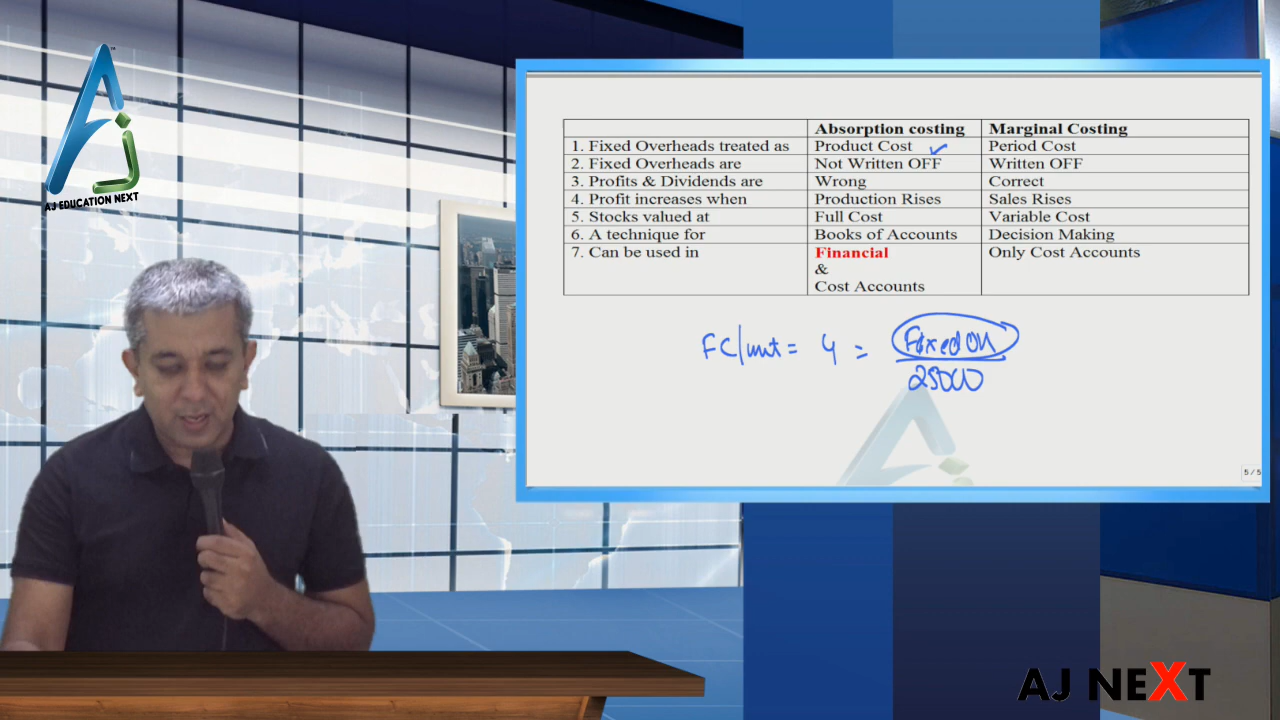 AJ EDUCATION NEXT
Absorption costing Marginal Costing
1. Fixed Overheads treated as Product Cost Period Cost
2. Fixed Overheads are Not Written OFF Written OFF
3. Profits & Dividends are Wrong Correct
4. Profit increases when Production Rises Sales Rises
5. Stocks valued at Full Cost Variable Cost
6. A technique for Books of Accounts Decision Making
7. Can be used in Financial Only Cost Accounts
&
Cost Accounts
FC/unit = 4 = Fixed OH
25000
5 / 5
AJ NEXT